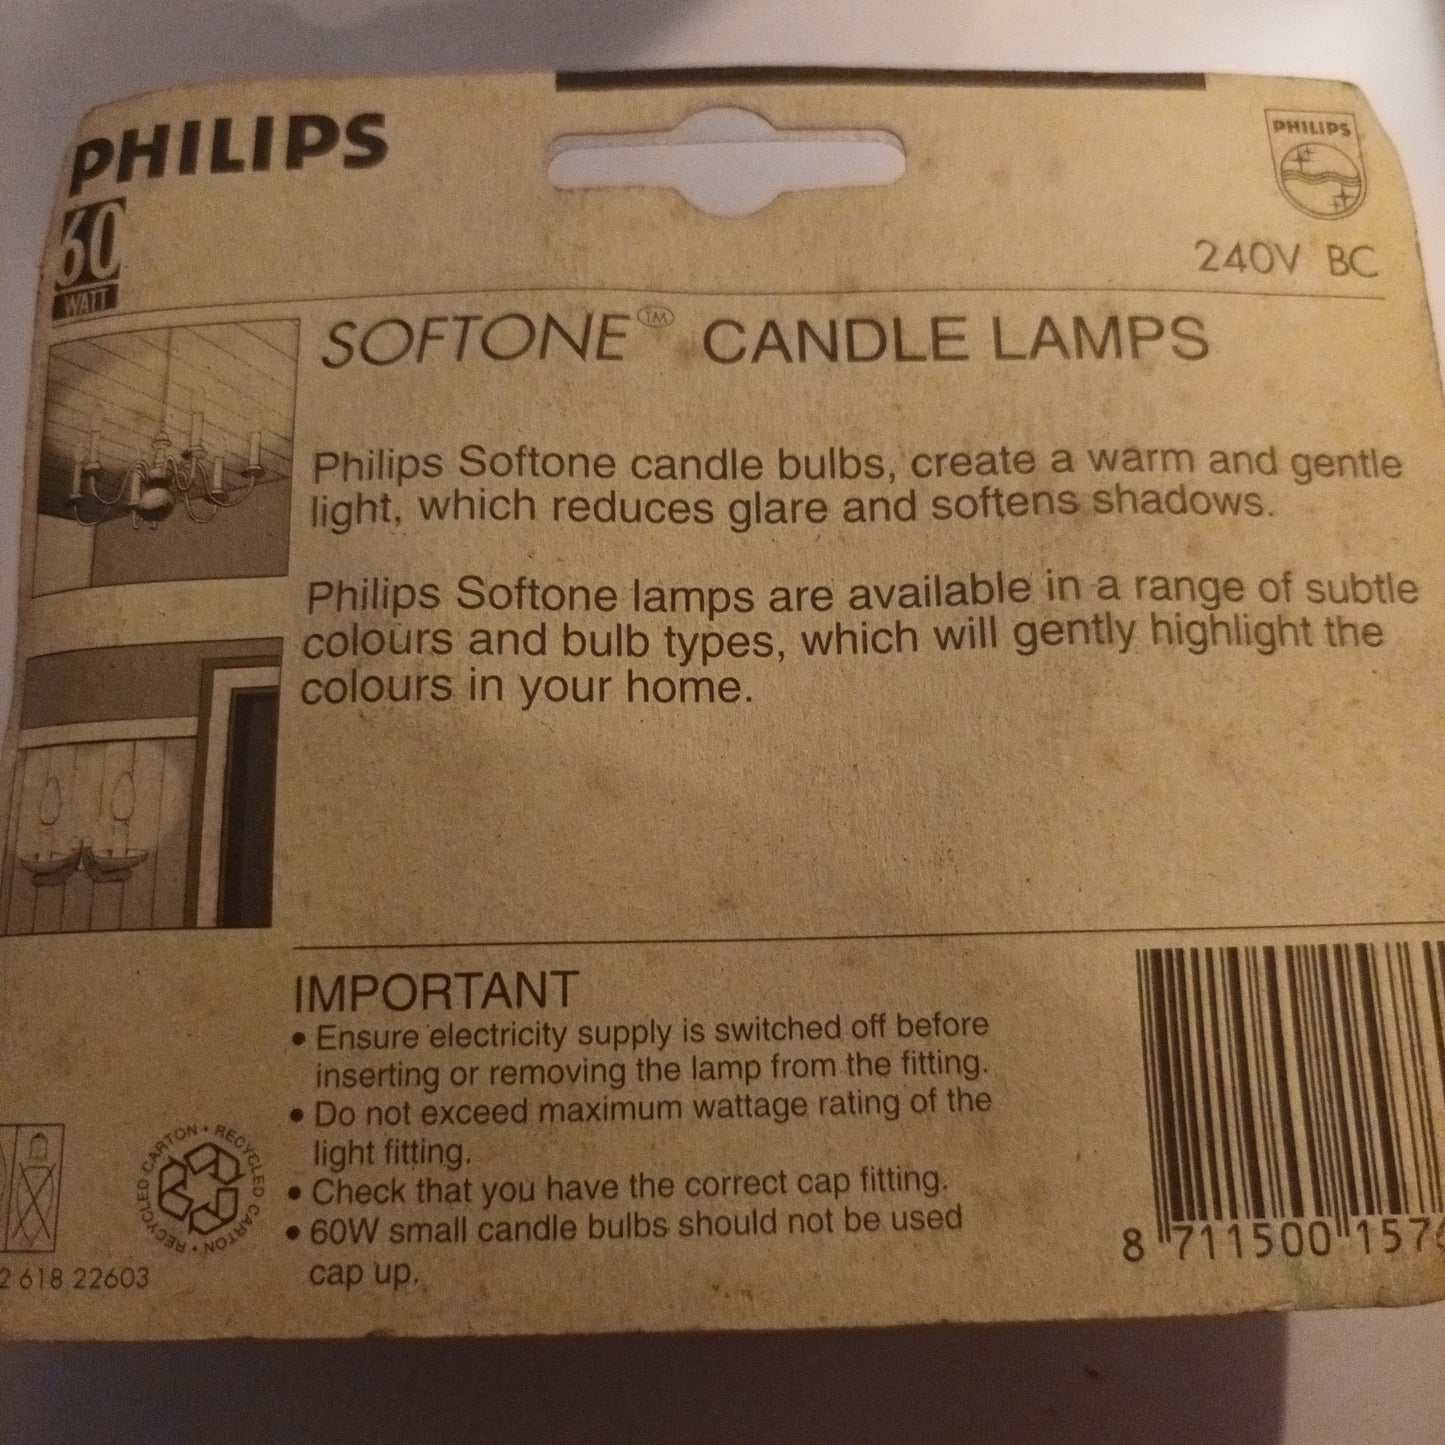 PHILIPS
PHILIPS
60
WATT
240V BC
SOFTONE™ CANDLE LAMPS
Philips Softone candle bulbs, create a warm and gentle
light, which reduces glare and softens shadows.
Philips Softone lamps are available in a range of subtle
colours and bulb types, which will gently highlight the
colours in your home.
IMPORTANT
• Ensure electricity supply is switched off before
inserting or removing the lamp from the fitting.
• Do not exceed maximum wattage rating of the
light fitting.
• Check that you have the correct cap fitting.
• 60W small candle bulbs should not be used
cap up.
RECYCLED CARTON • RECYCLED CARTON •
2 618 22603
8 711500 157